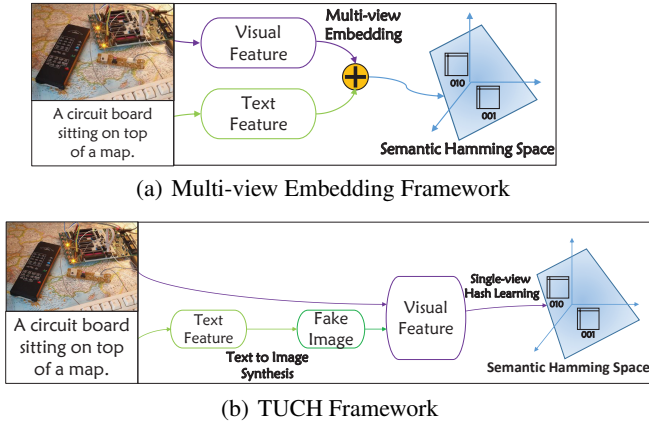 A circuit board
sitting on top
of a map.
Visual
Feature
Text
Feature
Multi-view
Embedding
010
001
Semantic Hamming Space
(a) Multi-view Embedding Framework
A circuit board
sitting on top
of a map.
Text
Feature
Text to Image
Synthesis
Fake
Image
Visual
Feature
Single-view
Hash Learning
010
001
Semantic Hamming Space
(b) TUCH Framework